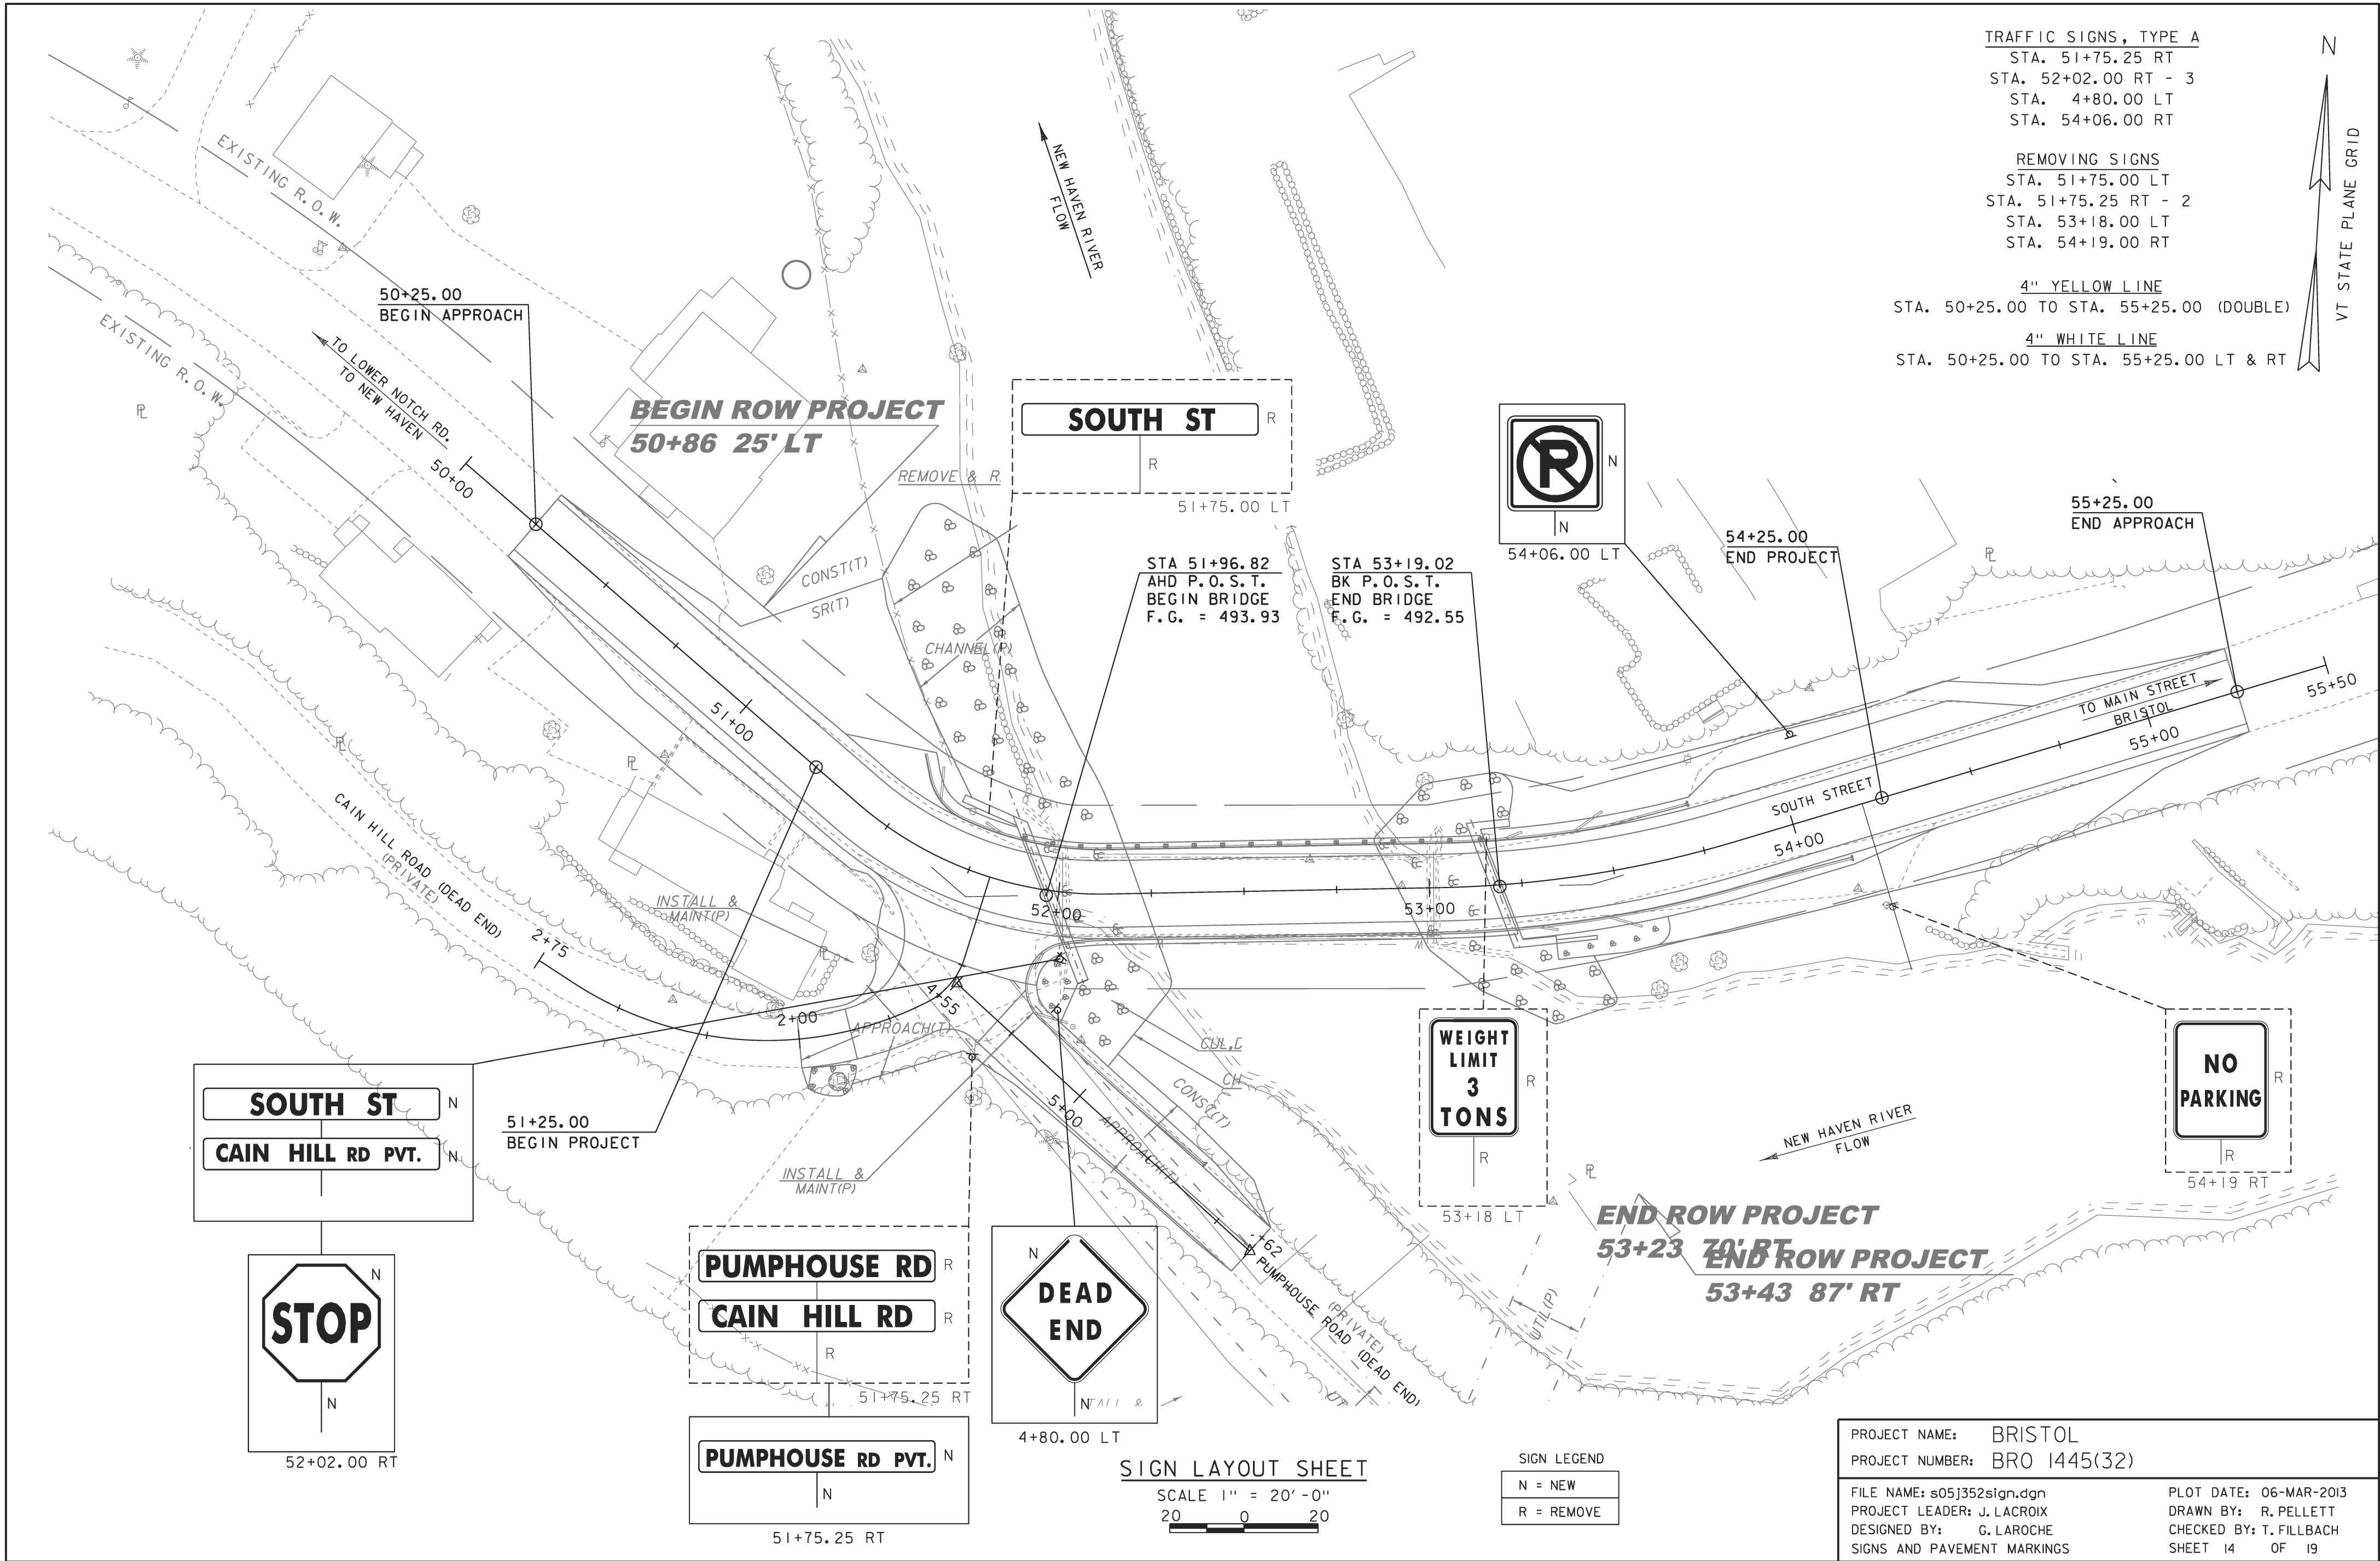 TRAFFIC SIGNS, TYPE A
STA. 51+75.25 RT
STA. 52+02.00 RT - 3
STA. 4+80.00 LT
STA. 54+06.00 RT
REMOVING SIGNS
STA. 51+75.00 LT
STA. 51+75.25 RT - 2
STA. 53+18.00 LT
STA. 54+19.00 RT
4" YELLOW LINE
STA. 50+25.00 TO STA. 55+25.00 (DOUBLE)
4" WHITE LINE
STA. 50+25.00 TO STA. 55+25.00 LT & RT
N
VT STATE PLANE GRID
EXISTING R.O.W.
EXISTING R.O.W.
50+25.00
BEGIN APPROACH
TO LOWER NOTCH RD.
TO NEW HAVEN
50+00
BEGIN ROW PROJECT
50+86 25' LT
NEW HAVEN RIVER
FLOW
REMOVE & R.
SOUTH ST
R
R
51+75.00 LT
CONST(T)
SR(T)
CHANNEL(P)
STA 51+96.82
AHD P.O.S.T.
BEGIN BRIDGE
F.G. = 493.93
STA 53+19.02
BK P.O.S.T.
END BRIDGE
F.G. = 492.55
P
N
N
54+06.00 LT
54+25.00
END PROJECT
55+25.00
END APPROACH
PL
PL
PL
PL
PL
PL
51+00
52+00
53+00
54+00
55+00
55+50
SOUTH STREET
TO MAIN STREET
BRISTOL
CAIN HILL ROAD (DEAD END)
(PRIVATE)
2+75
2+00
INSTALL &
MAINT(P)
4+55
APPROACH(T)
5+00
APPROACH(T)
CUL,D
CH
CONST(T)
+62
PUMPHOUSE ROAD (DEAD END)
(PRIVATE)
INSTALL &
MAINT(P)
SOUTH ST
N
CAIN HILL RD PVT.
N
STOP
N
N
52+02.00 RT
51+25.00
BEGIN PROJECT
PUMPHOUSE RD
R
CAIN HILL RD
R
R
51+75.25 RT
PUMPHOUSE RD PVT.
N
N
51+75.25 RT
N
DEAD
END
N
4+80.00 LT
WEIGHT
LIMIT
3
TONS
R
R
53+18 LT
NEW HAVEN RIVER
FLOW
NO
PARKING
R
R
54+19 RT
END ROW PROJECT
53+23 70' RT
END ROW PROJECT
53+43 87' RT
UTIL(P)
SIGN LAYOUT SHEET
SCALE 1" = 20'-0"
20 0 20
SIGN LEGEND
N = NEW
R = REMOVE
PROJECT NAME: BRISTOL
PROJECT NUMBER: BRO 1445(32)
FILE NAME: s05j352sign.dgn
PLOT DATE: 06-MAR-2013
PROJECT LEADER: J. LACROIX
DRAWN BY: R. PELLETT
DESIGNED BY: G. LAROCHE
CHECKED BY: T. FILLBACH
SIGNS AND PAVEMENT MARKINGS
SHEET 14 OF 19